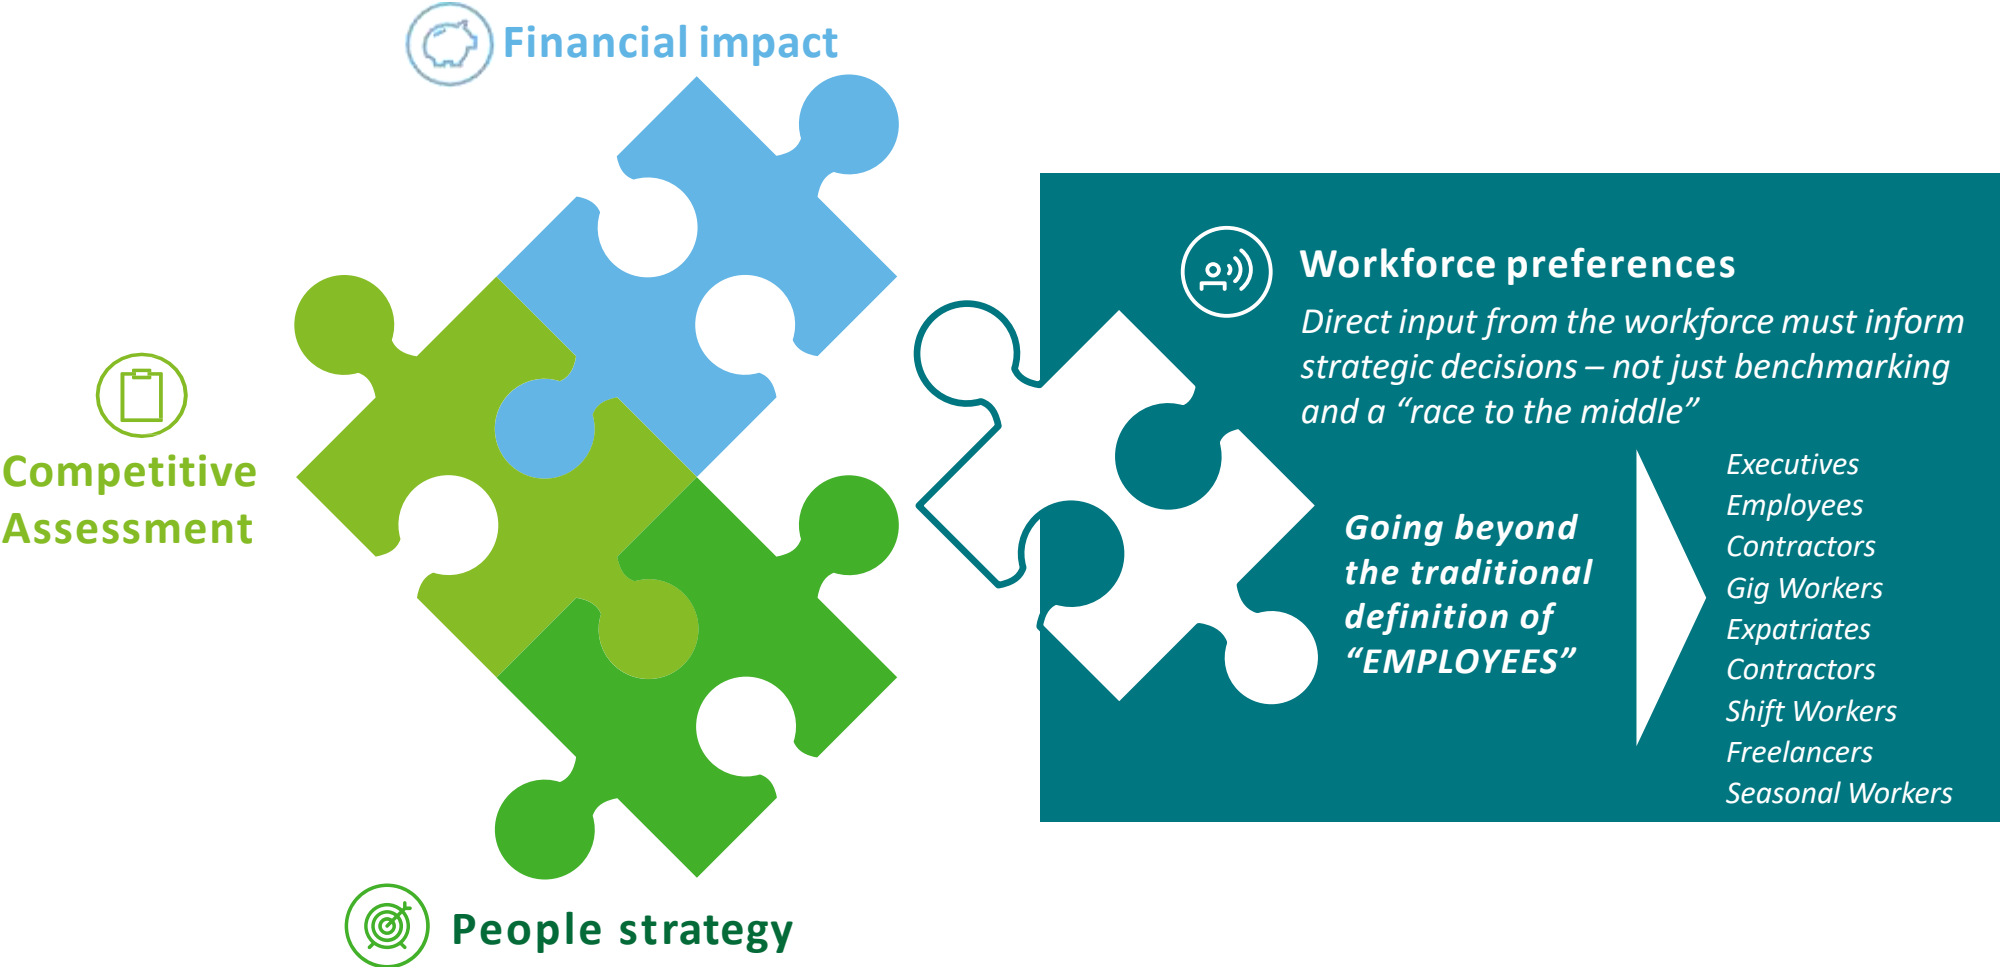 Financial impact
Competitive
Assessment
People strategy
Workforce preferences
Direct input from the workforce must inform
strategic decisions – not just benchmarking
and a “race to the middle”
Going beyond
the traditional
definition of
“EMPLOYEES”
Executives
Employees
Contractors
Gig Workers
Expatriates
Contractors
Shift Workers
Freelancers
Seasonal Workers